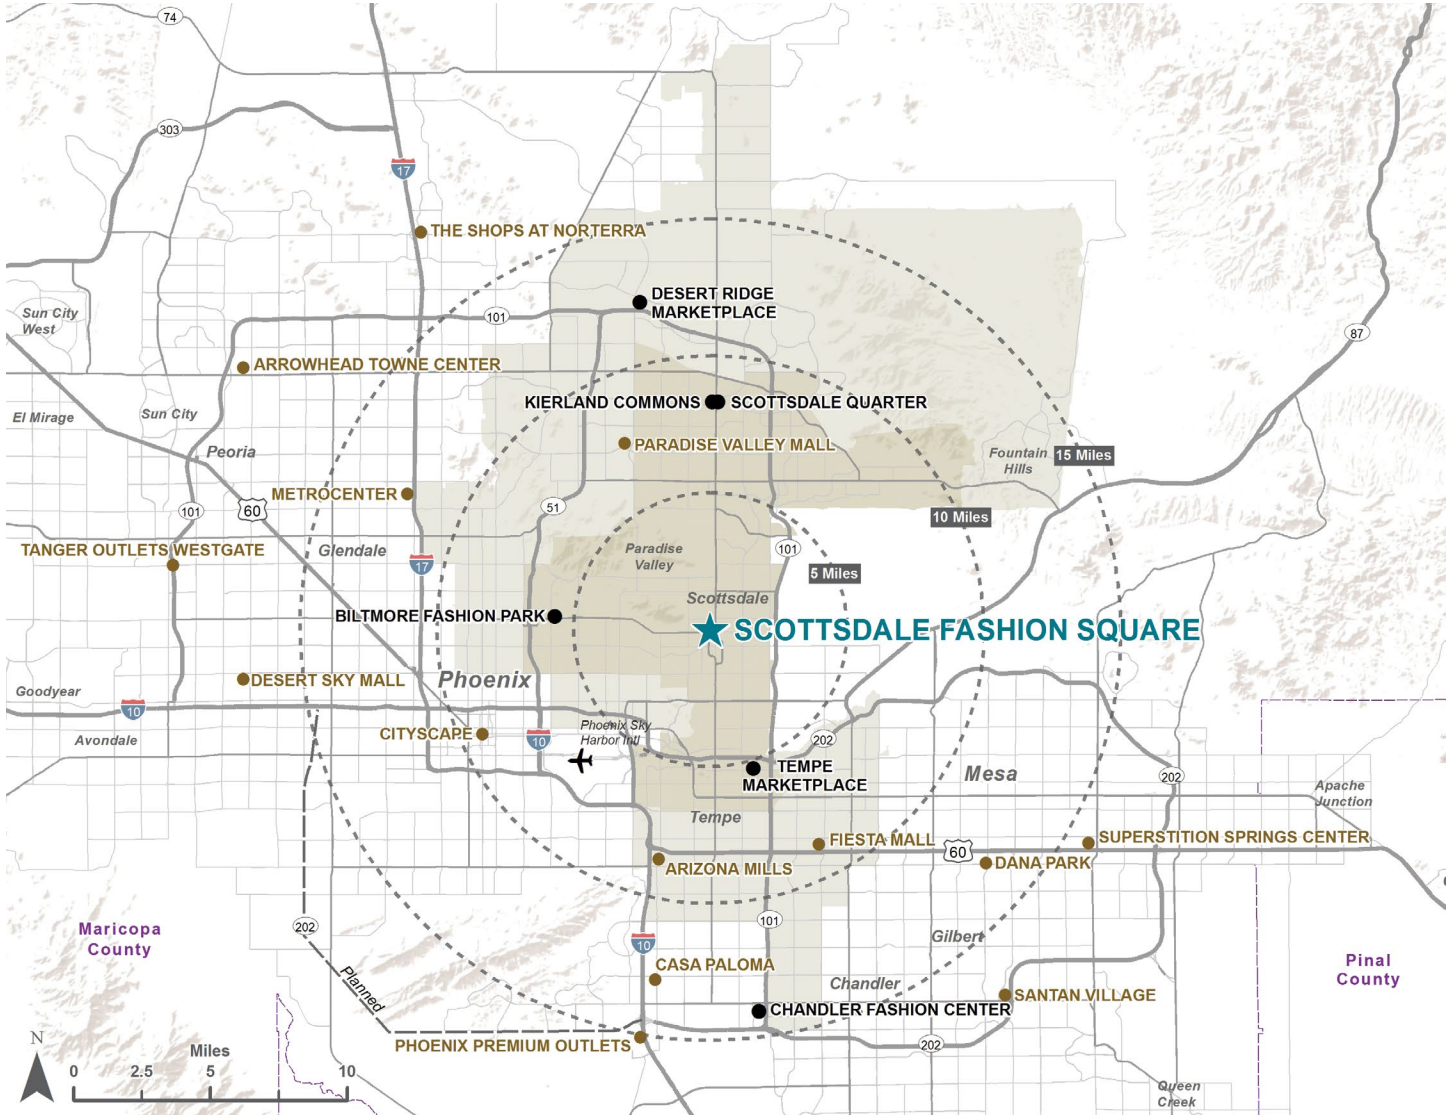 74
303
17
THE SHOPS AT NORTERRA
DESERT RIDGE
MARKETPLACE
Sun City
West
101
87
ARROWHEAD TOWNE CENTER
KIERLAND COMMONS
SCOTTSDALE QUARTER
El Mirage
Sun City
Peoria
PARADISE VALLEY MALL
Fountain
Hills
15 Miles
METROCENTER
101
60
51
10 Miles
TANGER OUTLETS WESTGATE
Glendale
17
Paradise
Valley
101
5 Miles
Scottsdale
BILTMORE FASHION PARK
SCOTTSDALE FASHION SQUARE
DESERT SKY MALL
Phoenix
Goodyear
10
Avondale
CITYSCAPE
10
Phoenix Sky
Harbor Intl
202
TEMPE
MARKETPLACE
Mesa
202
Apache
Junction
Tempe
FIESTA MALL
SUPERSTITION SPRINGS CENTER
60
DANA PARK
ARIZONA MILLS
Maricopa
County
202
101
10
Gilbert
Pinal
County
Planned
CASA PALOMA
Chandler
SANTAN VILLAGE
CHANDLER FASHION CENTER
PHOENIX PREMIUM OUTLETS
202
N
Miles
0
2.5
5
10
Queen
Creek